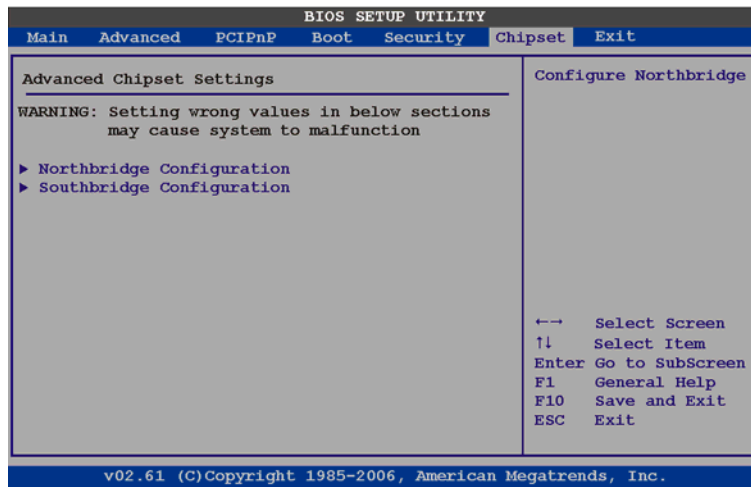 BIOS SETUP UTILITY
Main Advanced PCIPnP Boot Security Chipset Exit
Advanced Chipset Settings
WARNING: Setting wrong values in below sections
may cause system to malfunction
► Northbridge Configuration
► Southbridge Configuration
Configure Northbridge
←→ Select Screen
↑↓ Select Item
Enter Go to SubScreen
F1 General Help
F10 Save and Exit
ESC Exit
v02.61 (C)Copyright 1985-2006, American Megatrends, Inc.